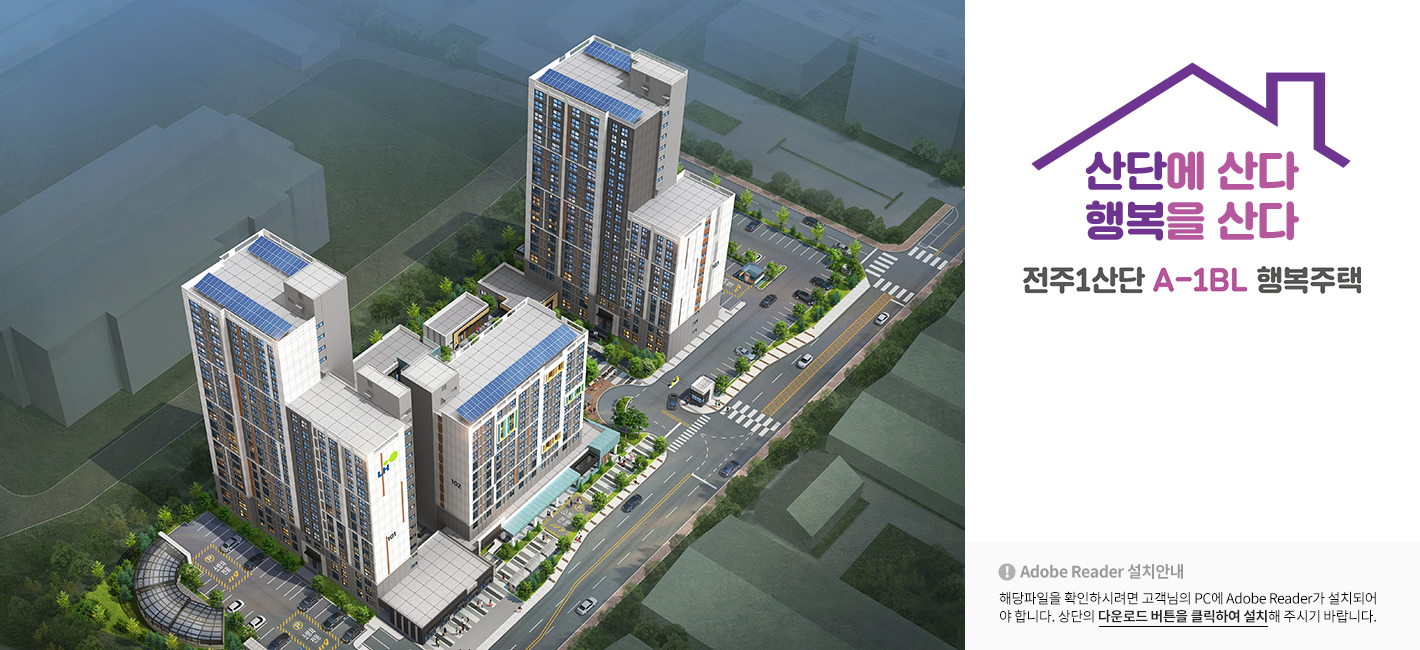 산단에 산다
행복을 산다
전주1산단 A-1BL 행복주택
LH
101
102
Adobe Reader 설치안내
해당파일을 확인하시려면 고객님의 PC에 Adobe Reader가 설치되어
야 합니다. 상단의 다운로드 버튼을 클릭하여 설치해 주시기 바랍니다.